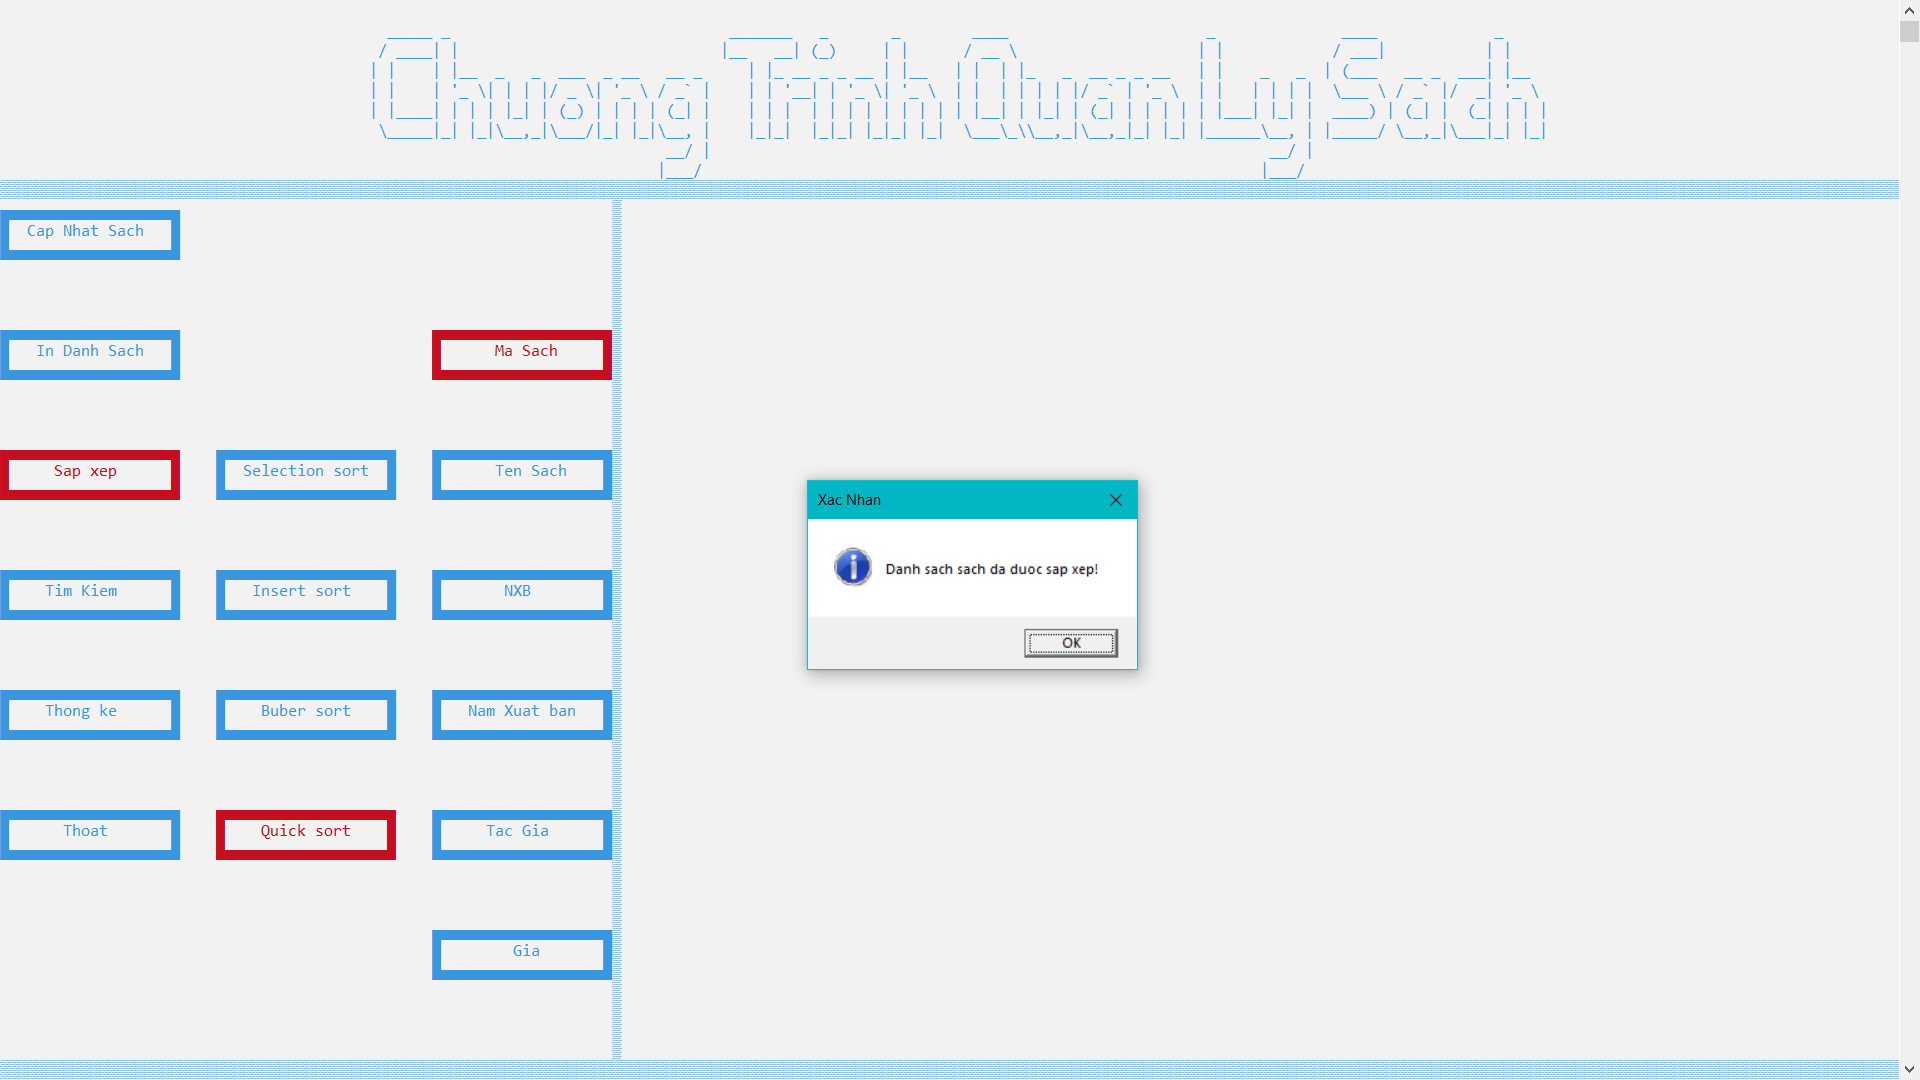 Chuong Trinh Quan Ly Sach
Cap Nhat Sach
In Danh Sach
Ma Sach
Sap xep
Selection sort
Ten Sach
Xac Nhan
Danh sach sach da duoc sap xep!
OK
Tim Kiem
Insert sort
NXB
Thong ke
Buber sort
Nam Xuat ban
Thoat
Quick sort
Tac Gia
Gia